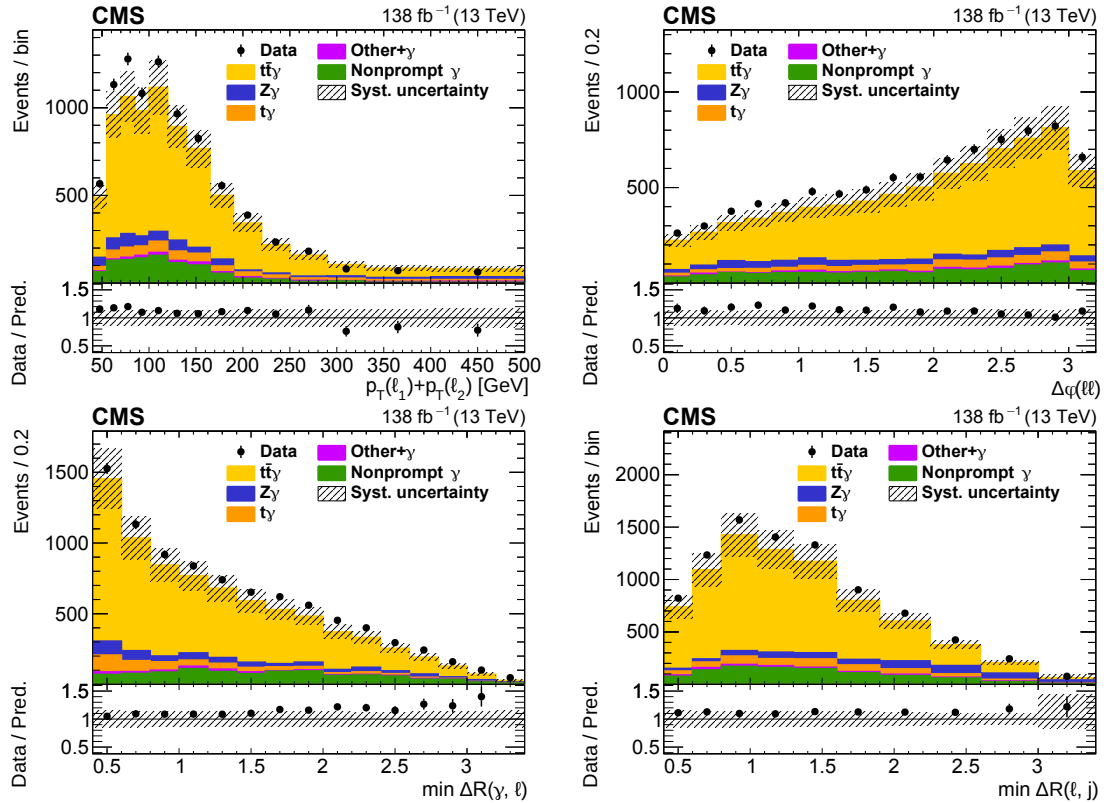 CMS 138 fb⁻¹ (13 TeV)
Events / bin
Data Other+γ
tt̄γ Nonprompt γ
Zγ Syst. uncertainty
tγ
1000
500
Data / Pred.
1.5
1
0.5
50 100 150 200 250 300 350 400 450 500
p_T(ℓ₁)+p_T(ℓ₂) [GeV]
CMS 138 fb⁻¹ (13 TeV)
Events / 0.2
Data Other+γ
tt̄γ Nonprompt γ
Zγ Syst. uncertainty
tγ
1000
500
Data / Pred.
1.5
1
0.5
0 0.5 1 1.5 2 2.5 3
Δφ(ℓℓ)
CMS 138 fb⁻¹ (13 TeV)
Events / 0.2
Data Other+γ
tt̄γ Nonprompt γ
Zγ Syst. uncertainty
tγ
1500
1000
500
Data / Pred.
1.5
1
0.5
0.5 1 1.5 2 2.5 3
min ΔR(γ, ℓ)
CMS 138 fb⁻¹ (13 TeV)
Events / bin
Data Other+γ
tt̄γ Nonprompt γ
Zγ Syst. uncertainty
tγ
2000
1500
1000
500
Data / Pred.
1.5
1
0.5
0.5 1 1.5 2 2.5 3
min ΔR(ℓ, j)